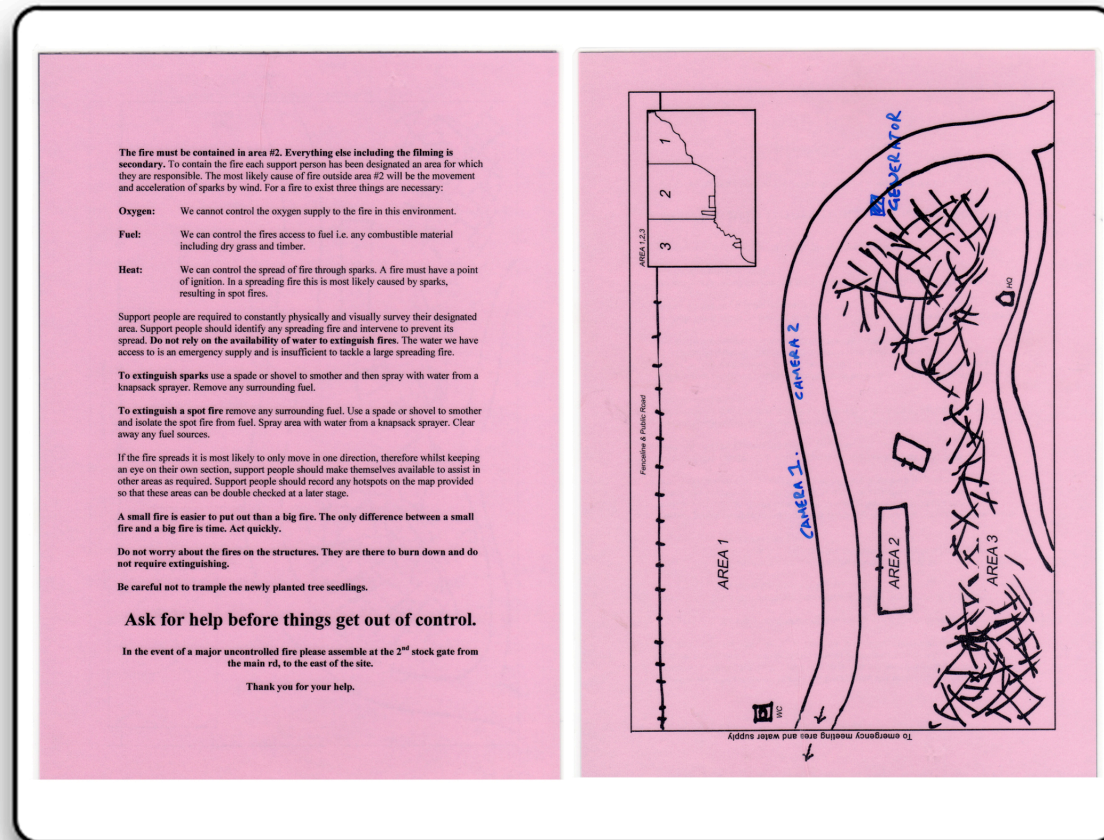 The fire must be contained in area #2. Everything else including the filming is
secondary. To contain the fire each support person has been designated an area for which
they are responsible. The most likely cause of fire outside area #2 will be the movement
and acceleration of sparks by wind. For a fire to exist three things are necessary:
Oxygen: We cannot control the oxygen supply to the fire in this environment.
Fuel: We can control the fires access to fuel i.e. any combustible material
including dry grass and timber.
Heat: We can control the spread of fire through sparks. A fire must have a point
of ignition. In a spreading fire this is most likely caused by sparks,
resulting in spot fires.
Support people are required to constantly physically and visually survey their designated
area. Support people should identify any spreading fire and intervene to prevent its
spread. Do not rely on the availability of water to extinguish fires. The water we have
access to is an emergency supply and is insufficient to tackle a large spreading fire.
To extinguish sparks use a spade or shovel to smother and then spray with water from a
knapsack sprayer. Remove any surrounding fuel.
To extinguish a spot fire remove any surrounding fuel. Use a spade or shovel to smother
and isolate the spot fire from fuel. Spray area with water from a knapsack sprayer. Clear
away any fuel sources.
If the fire spreads it is most likely to only move in one direction, therefore whilst keeping
an eye on their own section, support people should make themselves available to assist in
other areas as required. Support people should record any hotspots on the map provided
so that these areas can be double checked at a later stage.
A small fire is easier to put out than a big fire. The only difference between a small
fire and a big fire is time. Act quickly.
Do not worry about the fires on the structures. They are there to burn down and do
not require extinguishing.
Be careful not to trample the newly planted tree seedlings.
Ask for help before things get out of control.
In the event of a major uncontrolled fire please assemble at the 2nd stock gate from
the main rd, to the east of the site.
Thank you for your help.
1
2
3
AREA 1,2,3
Fenceline & Public Road
GENERATOR
HQ
CAMERA 2
CAMERA 1.
AREA 1
AREA 2
AREA 3
WC
To emergency meeting area and water supply